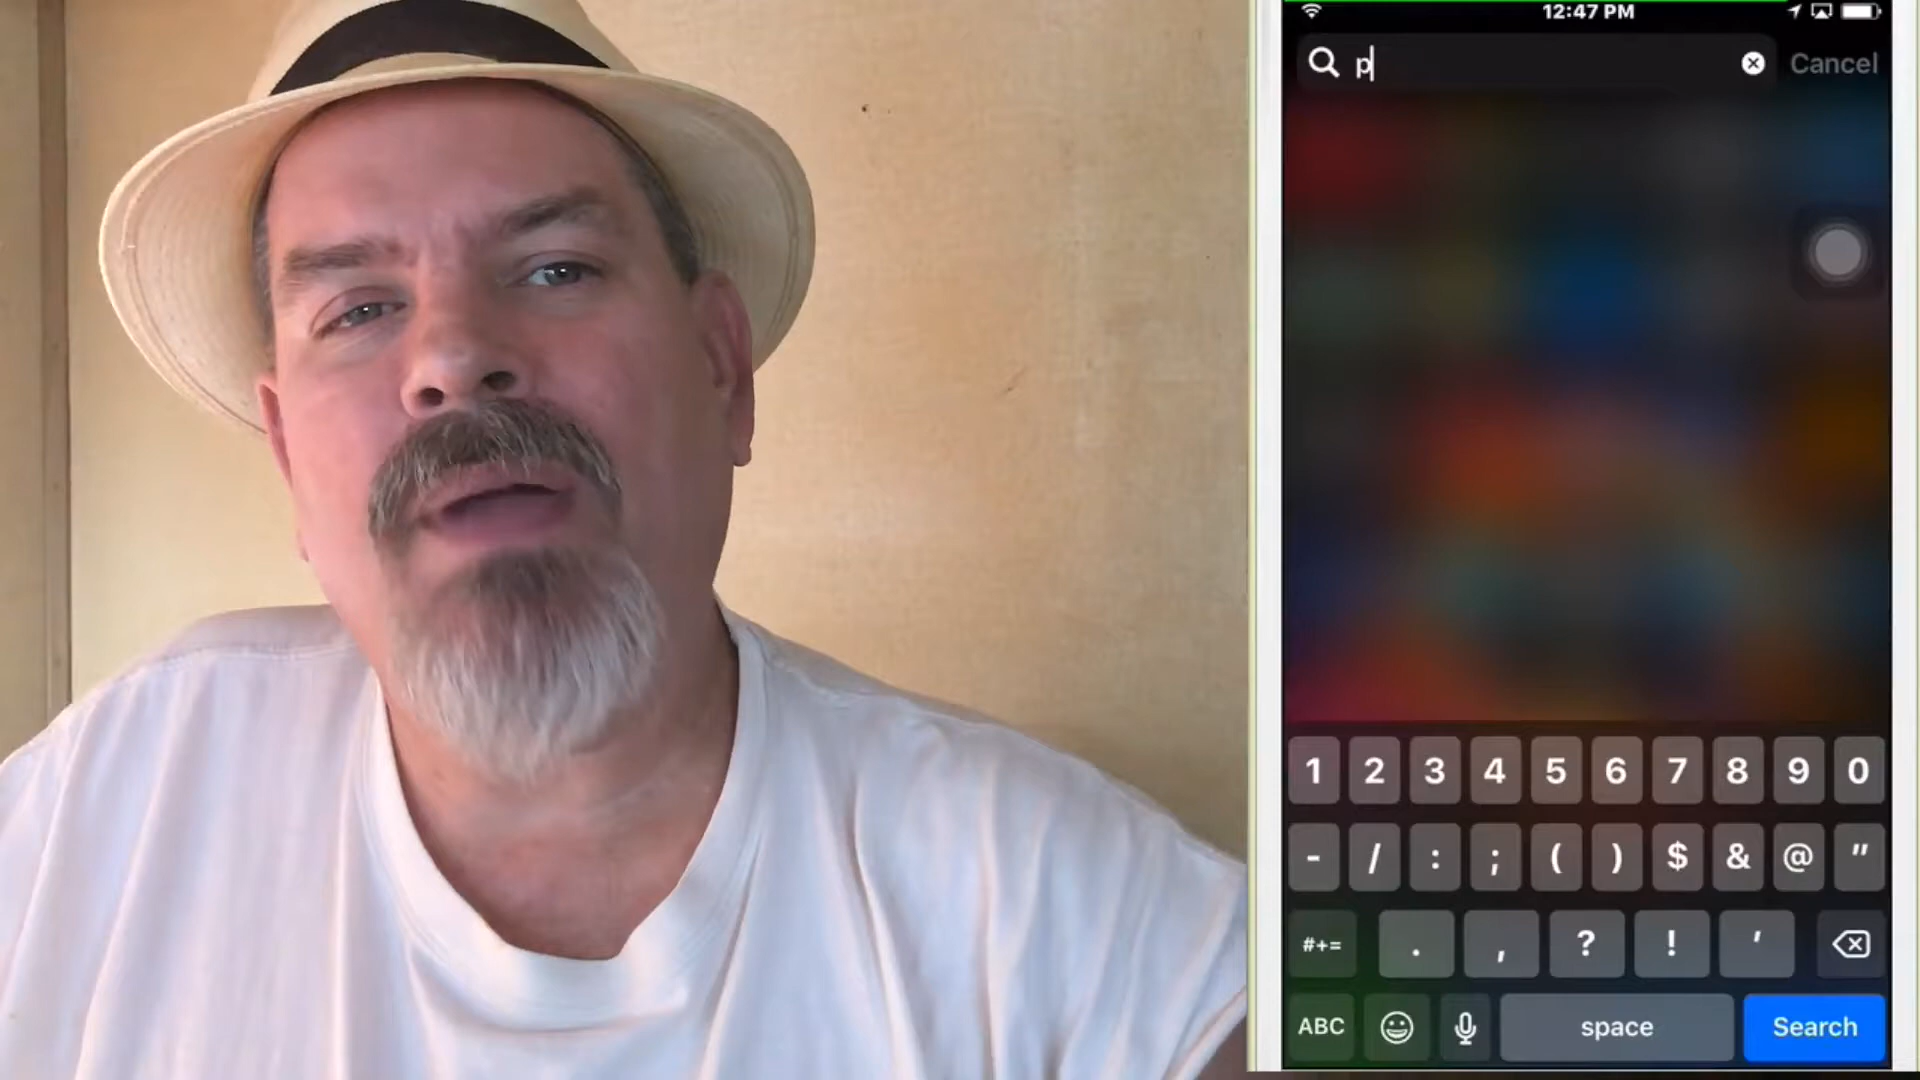 12:47 PM
p
Cancel
1 2 3 4 5 6 7 8 9 0
- / : ; ( ) $ & @ "
#+= . , ? ! '
ABC space Search